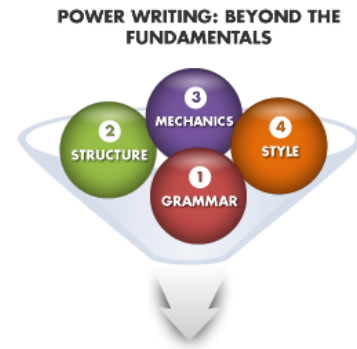 POWER WRITING: BEYOND THE
FUNDAMENTALS
3
MECHANICS
2
STRUCTURE
4
STYLE
1
GRAMMAR